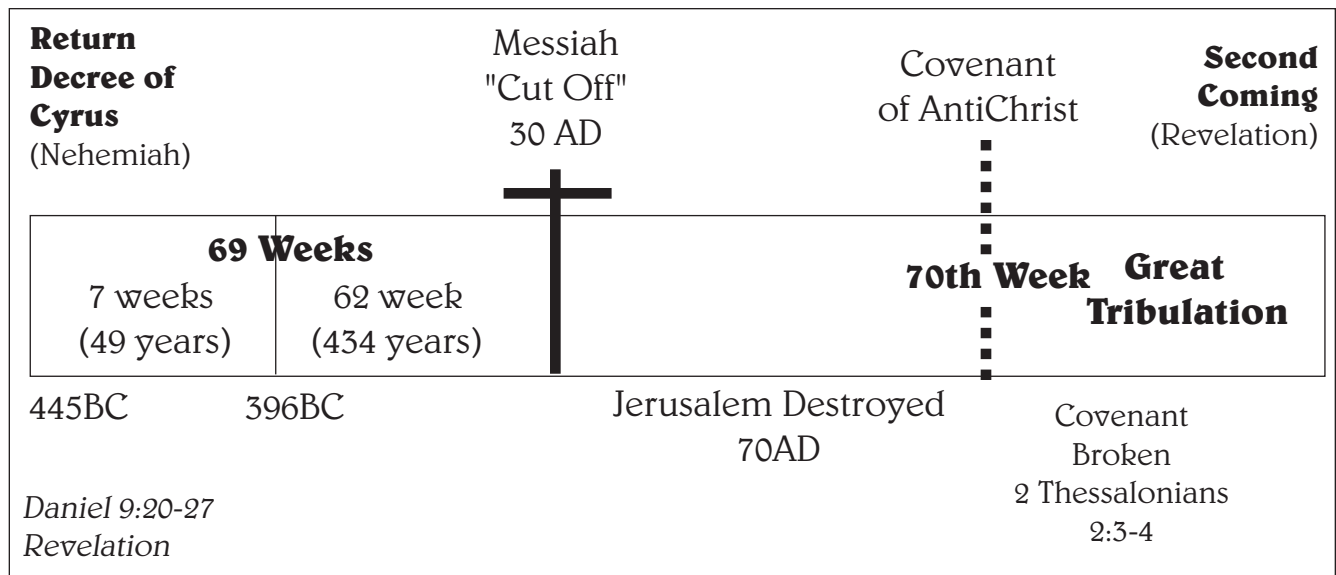 Return
Decree of
Cyrus
(Nehemiah)
Messiah
"Cut Off"
30 AD
Covenant
of AntiChrist
Second
Coming
(Revelation)
69 Weeks
7 weeks
(49 years)
62 week
(434 years)
70th Week
Great
Tribulation
445BC
396BC
Jerusalem Destroyed
70AD
Covenant
Broken
2 Thessalonians
2:3-4
Daniel 9:20-27
Revelation